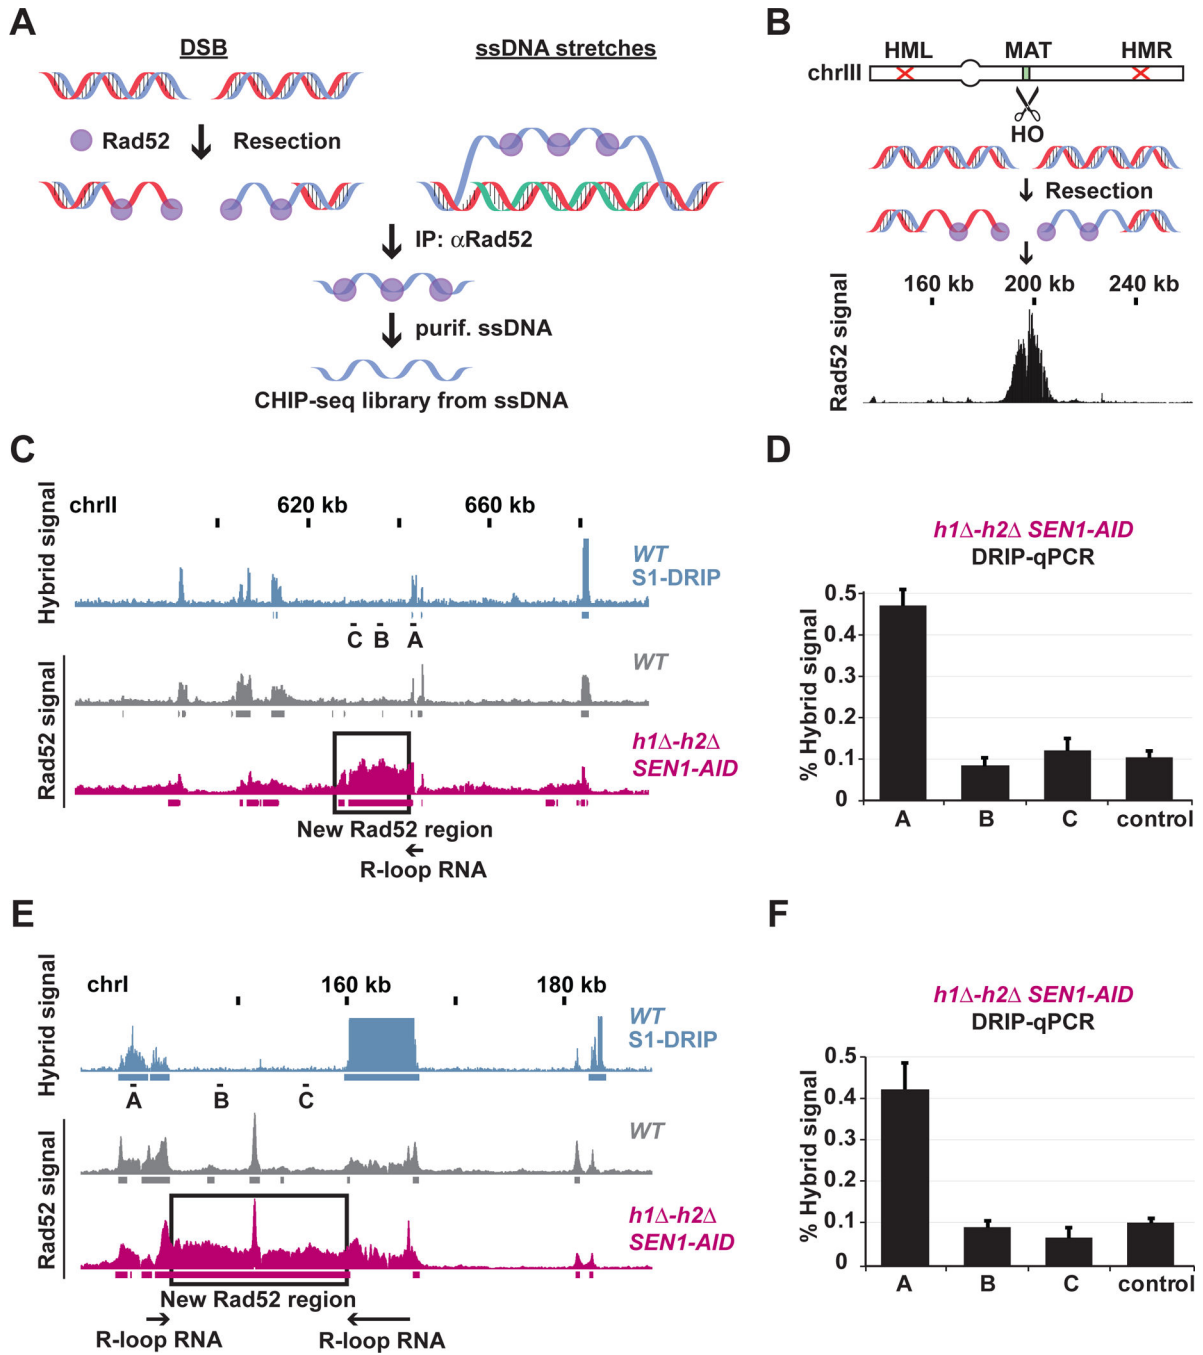 A
DSB
ssDNA stretches
Rad52
Resection
IP: αRad52
purif. ssDNA
CHIP-seq library from ssDNA
B
HML
MAT
HMR
chrIII
HO
Resection
160 kb
200 kb
240 kb
Rad52 signal
C
Hybrid signal
chrII
620 kb
660 kb
WT
S1-DRIP
C
B
A
Rad52 signal
WT
h1Δ-h2Δ
SEN1-AID
New Rad52 region
R-loop RNA
D
h1Δ-h2Δ SEN1-AID
DRIP-qPCR
% Hybrid signal
0.5
0.4
0.3
0.2
0.1
0
A
B
C
control
E
Hybrid signal
chrI
160 kb
180 kb
WT
S1-DRIP
A
B
C
Rad52 signal
WT
h1Δ-h2Δ
SEN1-AID
New Rad52 region
R-loop RNA
R-loop RNA
F
h1Δ-h2Δ SEN1-AID
DRIP-qPCR
% Hybrid signal
0.5
0.4
0.3
0.2
0.1
0
A
B
C
control